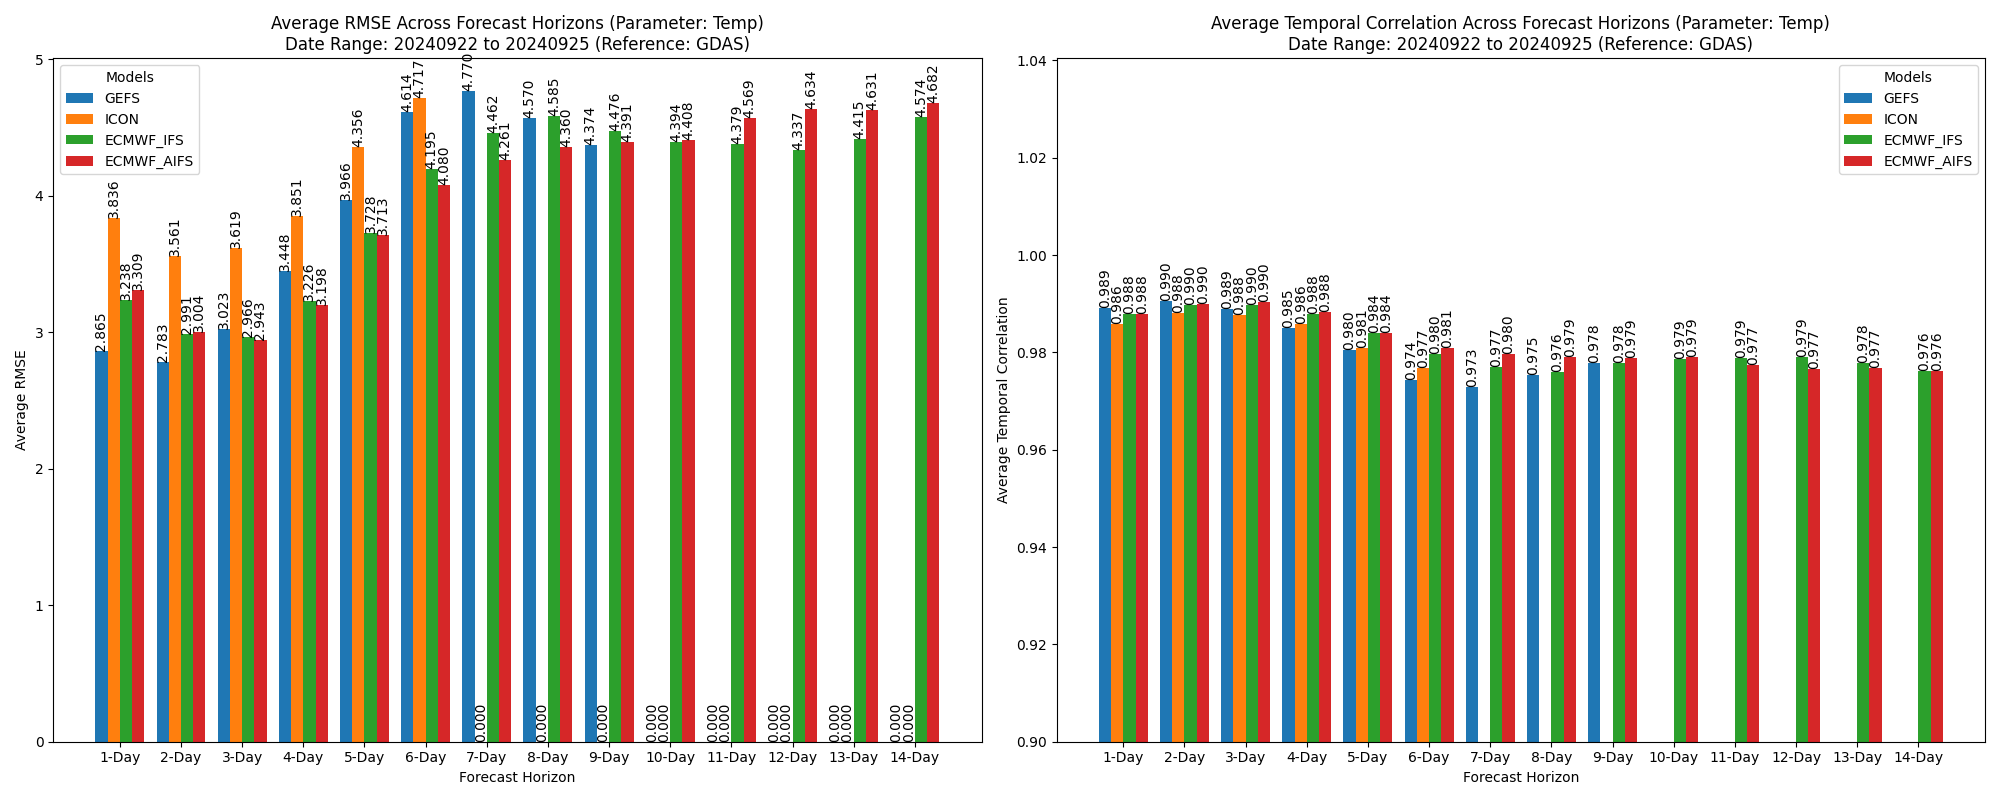 Average RMSE Across Forecast Horizons (Parameter: Temp)
Date Range: 20240922 to 20240925 (Reference: GDAS)
Models
GEFS
ICON
ECMWF_IFS
ECMWF_AIFS
Average RMSE
5
4
3
2
1
0
2.865
3.836
3.238
3.309
2.783
3.561
2.991
3.004
3.023
3.619
2.966
2.943
3.448
3.851
3.226
3.198
3.966
4.356
3.728
3.713
4.614
4.717
4.195
4.080
4.770
0.000
4.462
4.261
4.570
0.000
4.585
4.360
4.374
0.000
4.476
4.391
0.000
0.000
4.394
4.408
0.000
0.000
4.379
4.569
0.000
0.000
4.337
4.634
0.000
0.000
4.415
4.631
0.000
0.000
4.574
4.682
1-Day
2-Day
3-Day
4-Day
5-Day
6-Day
7-Day
8-Day
9-Day
10-Day
11-Day
12-Day
13-Day
14-Day
Forecast Horizon
Average Temporal Correlation Across Forecast Horizons (Parameter: Temp)
Date Range: 20240922 to 20240925 (Reference: GDAS)
Models
GEFS
ICON
ECMWF_IFS
ECMWF_AIFS
Average Temporal Correlation
1.04
1.02
1.00
0.98
0.96
0.94
0.92
0.90
0.989
0.986
0.988
0.988
0.990
0.988
0.990
0.990
0.989
0.988
0.990
0.990
0.985
0.986
0.988
0.988
0.980
0.981
0.984
0.984
0.974
0.977
0.980
0.981
0.973
0.977
0.980
0.975
0.976
0.979
0.978
0.978
0.979
0.979
0.979
0.979
0.977
0.979
0.977
0.978
0.977
0.976
0.976
1-Day
2-Day
3-Day
4-Day
5-Day
6-Day
7-Day
8-Day
9-Day
10-Day
11-Day
12-Day
13-Day
14-Day
Forecast Horizon